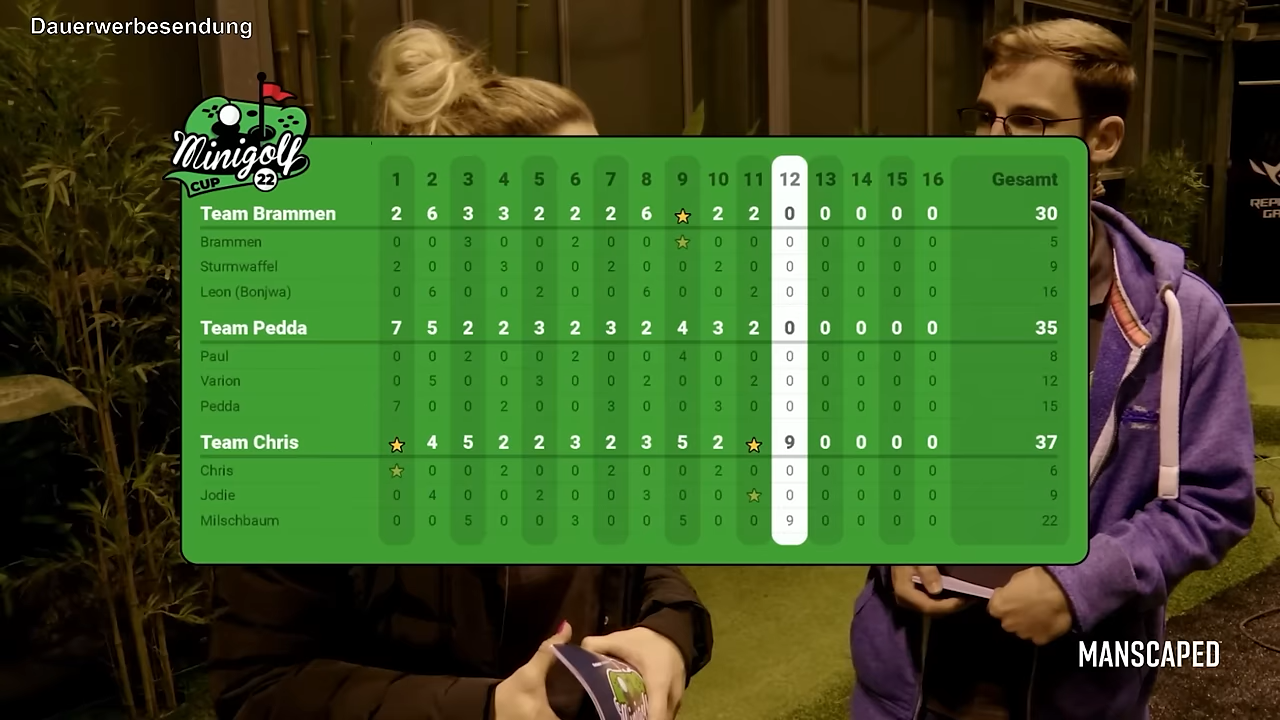 Dauerwerbesendung
Minigolf
CUP 22
1 2 3 4 5 6 7 8 9 10 11 12 13 14 15 16 Gesamt
Team Brammen 2 6 3 3 2 2 2 6 2 2 0 0 0 0 0 30
Brammen 0 0 3 0 0 2 0 0 0 0 0 0 0 0 0 5
Sturmwaffel 2 0 0 3 0 0 2 0 0 2 0 0 0 0 0 0 9
Leon (Bonjwa) 0 6 0 0 2 0 0 6 0 0 2 0 0 0 0 0 16
Team Pedda 7 5 2 2 3 2 3 2 4 3 2 0 0 0 0 0 35
Paul 0 0 2 0 0 2 0 0 4 0 0 0 0 0 0 0 8
Varion 0 5 0 0 3 0 0 2 0 0 2 0 0 0 0 0 12
Pedda 7 0 0 2 0 0 3 0 0 3 0 0 0 0 0 0 15
Team Chris 4 5 2 2 3 2 3 5 2 9 0 0 0 0 37
Chris 0 0 2 0 0 2 0 0 2 0 0 0 0 0 0 6
Jodie 0 4 0 0 2 0 0 3 0 0 0 0 0 0 0 9
Milschbaum 0 0 5 0 0 3 0 0 5 0 0 9 0 0 0 0 22
MANSCAPED